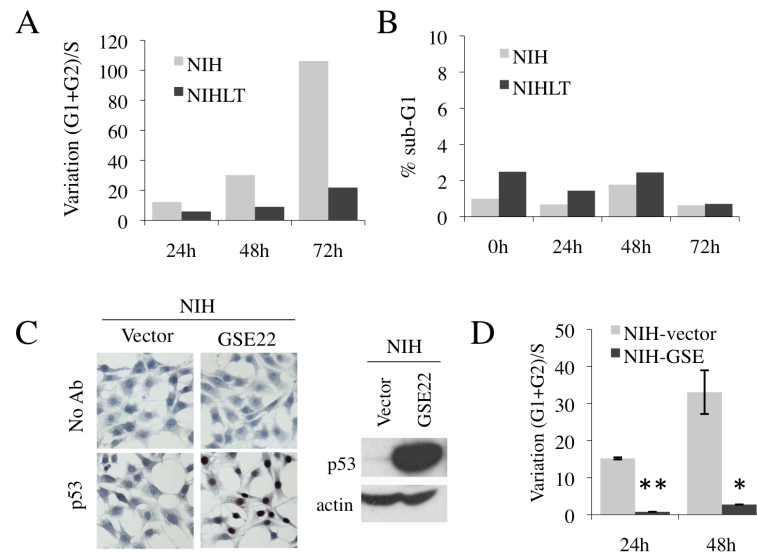 A
Variation (G1+G2)/S
120
100
80
60
40
20
0
NIH
NIHLT
24h 48h 72h
B
% sub-G1
10
8
6
4
2
0
NIH
NIHLT
0h 24h 48h 72h
C
NIH
Vector GSE22
No Ab
p53
NIH
Vector GSE22
p53
actin
D
Variation (G1+G2)/S
50
40
30
20
10
0
NIH-vector
NIH-GSE
** *
24h 48h